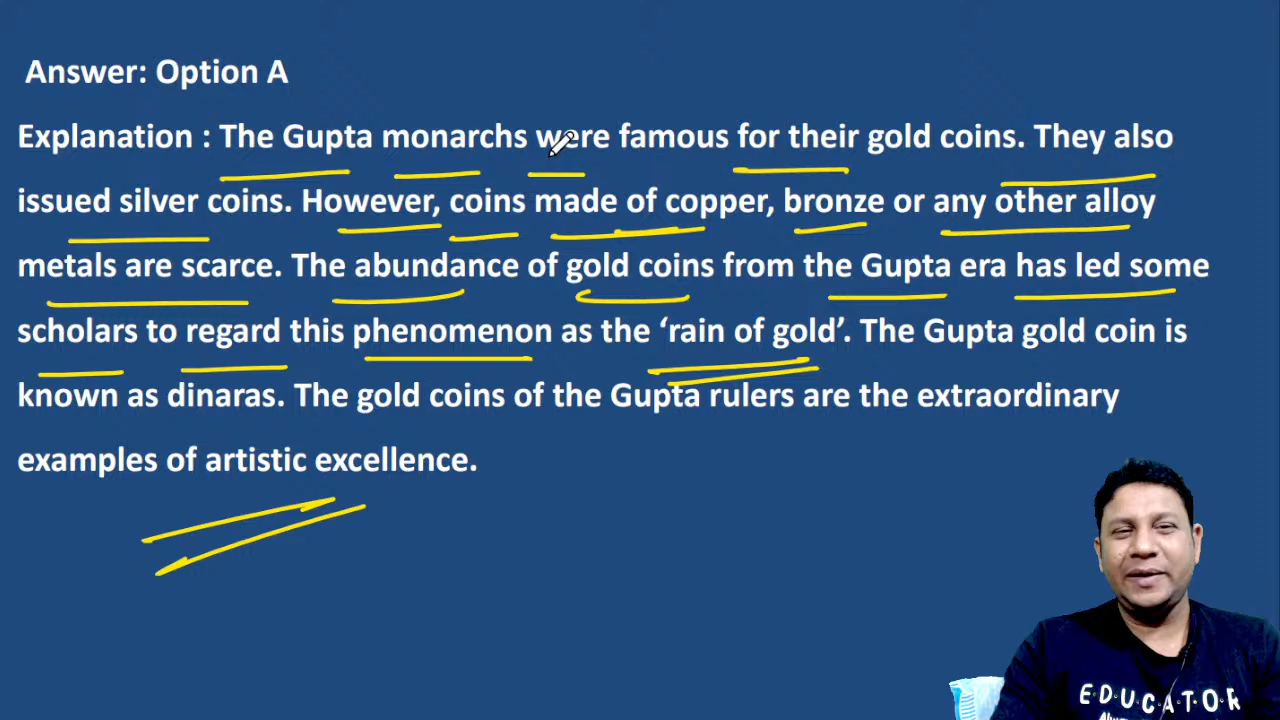 Answer: Option A
Explanation : The Gupta monarchs were famous for their gold coins. They also
issued silver coins. However, coins made of copper, bronze or any other alloy
metals are scarce. The abundance of gold coins from the Gupta era has led some
scholars to regard this phenomenon as the ‘rain of gold’. The Gupta gold coin is
known as dinaras. The gold coins of the Gupta rulers are the extraordinary
examples of artistic excellence.
EDUCATOR